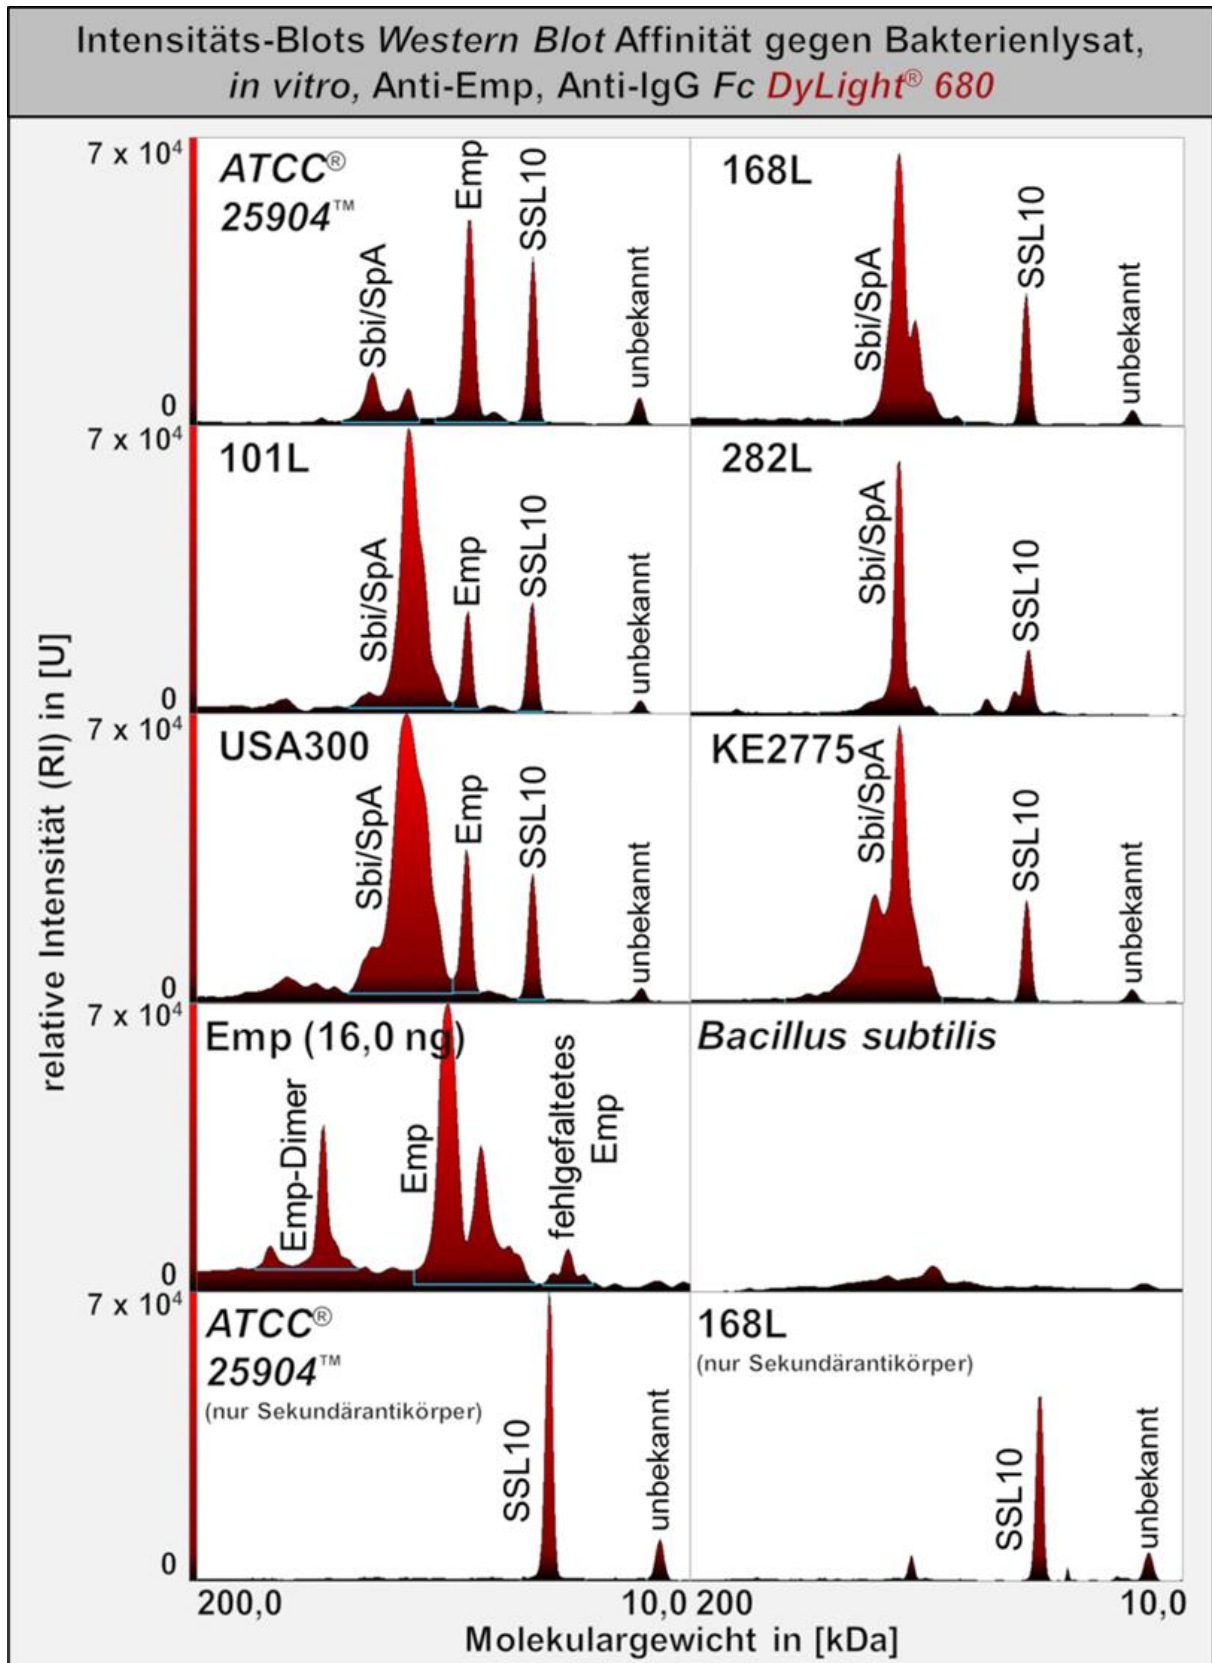 Intensitäts-Blots Western Blot Affinität gegen Bakterienlysat,
in vitro, Anti-Emp, Anti-IgG Fc DyLight® 680
relative Intensität (RI) in [U]
7 x 10⁴
0
ATCC®
25904™
Sbi/SpA
Emp
SSL10
unbekannt
168L
Sbi/SpA
SSL10
unbekannt
7 x 10⁴
0
101L
Sbi/SpA
Emp
SSL10
unbekannt
282L
Sbi/SpA
SSL10
7 x 10⁴
0
USA300
Sbi/SpA
Emp
SSL10
unbekannt
KE2775
Sbi/SpA
SSL10
unbekannt
7 x 10⁴
0
Emp (16,0 ng)
Emp-Dimer
Emp
fehlgefaltetes
Emp
Bacillus subtilis
7 x 10⁴
0
ATCC®
25904™
(nur Sekundärantikörper)
SSL10
unbekannt
168L
(nur Sekundärantikörper)
SSL10
unbekannt
200,0
10,0
200
10,0
Molekulargewicht in [kDa]